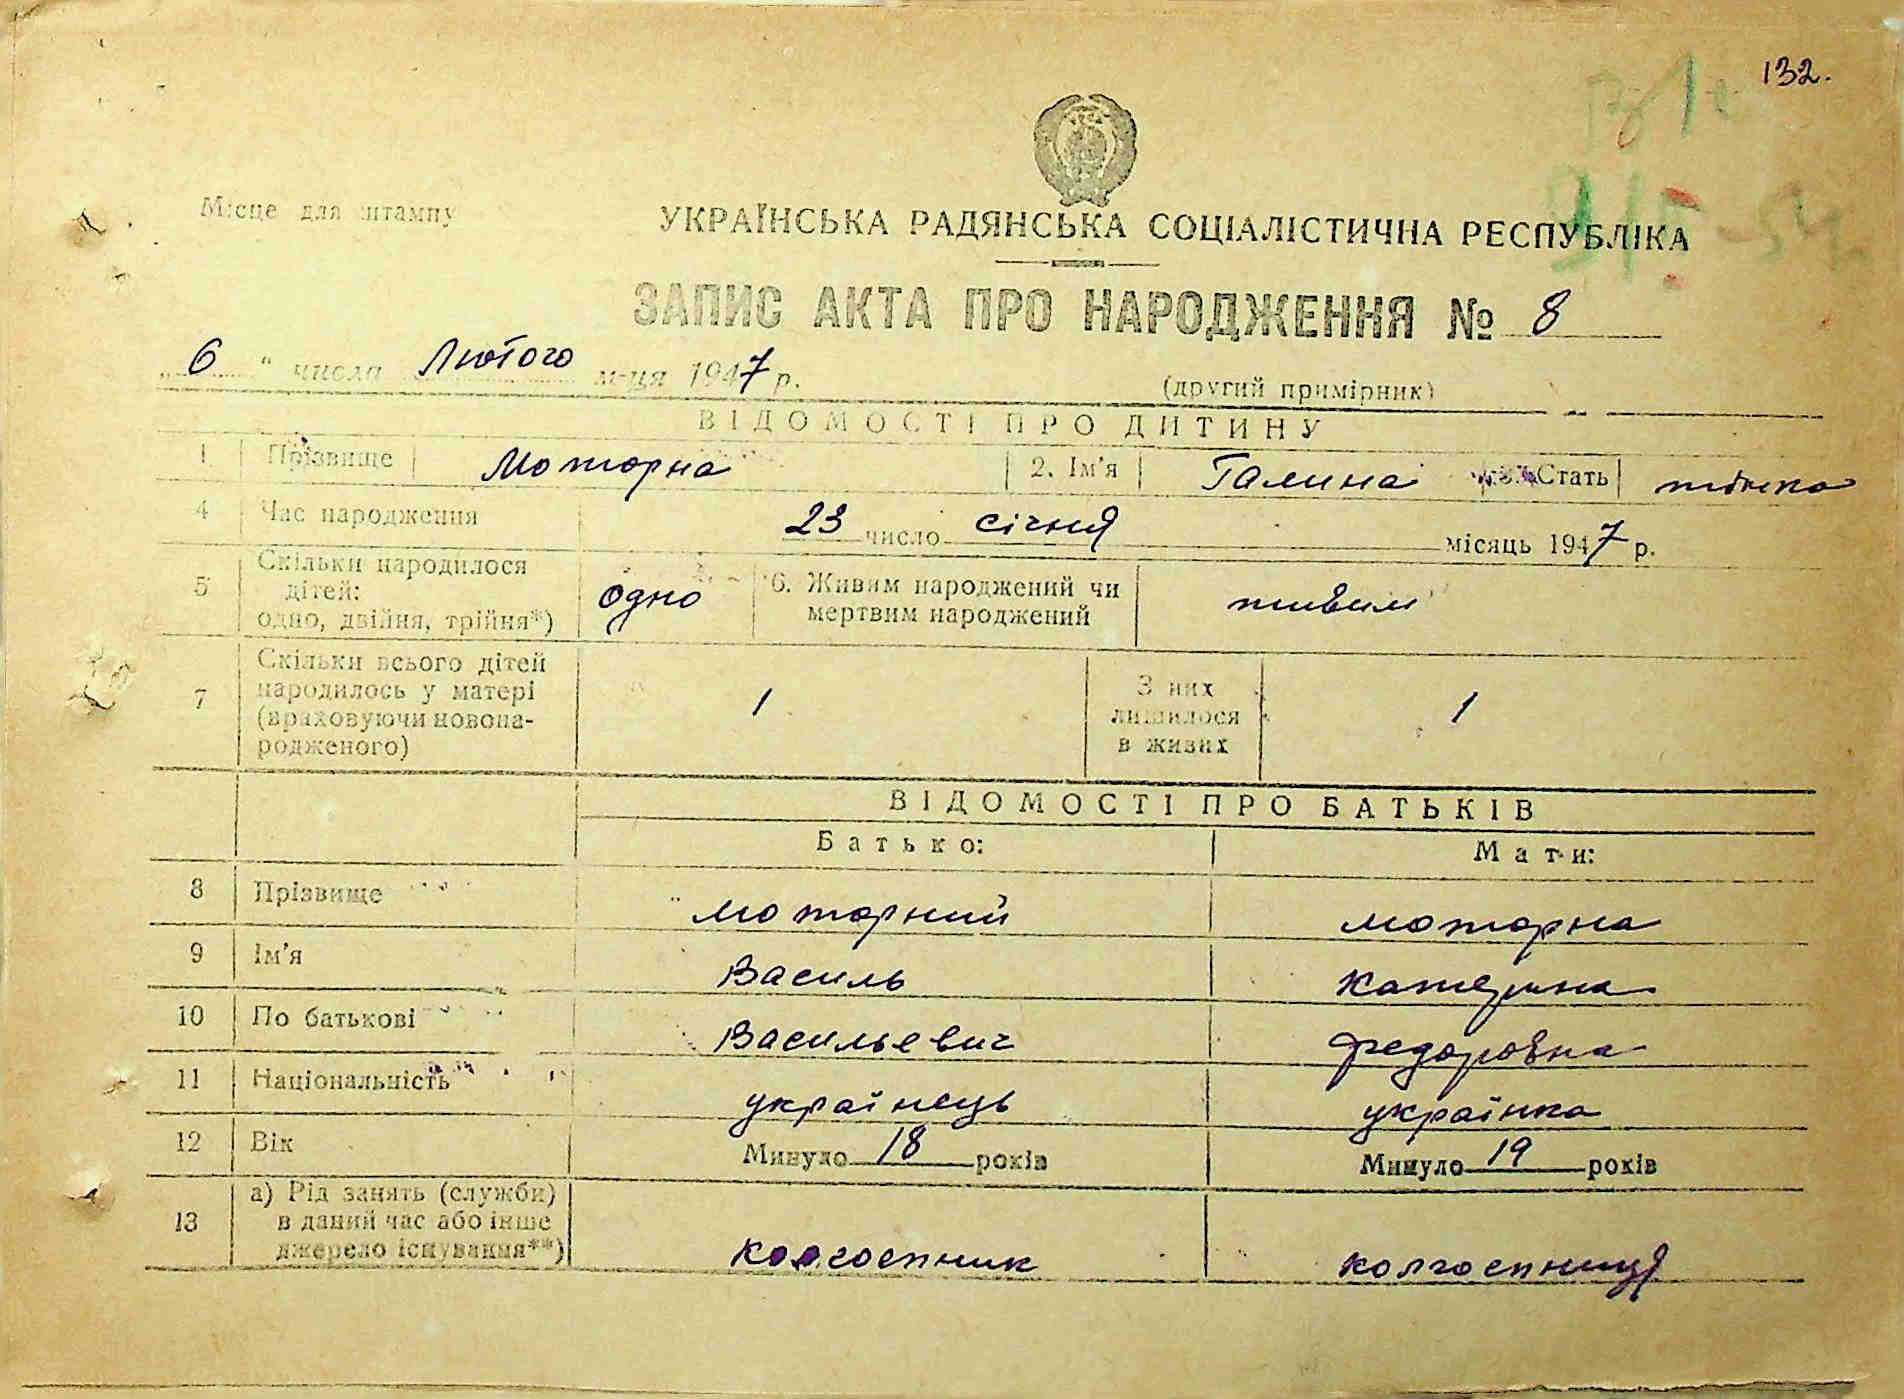 132.
Місце для штампу
УКРАЇНСЬКА РАДЯНСЬКА СОЦІАЛІСТИЧНА РЕСПУБЛІКА
ЗАПИС АКТА ПРО НАРОДЖЕННЯ № 8
„ 6 " числа Лютого м-ця 1947 р.
(другий примірник)
ВІДОМОСТІ ПРО ДИТИНУ
1 Прізвище Моторна 2. Ім'я Галина Стать жінка
4 Час народження 23 число січня місяць 1947 р.
5 Скільки народилося
дітей:
одно, двійня, трійня*) одно
6. Живим народжений чи
мертвим народжений живим
7 Скільки всього дітей
народилось у матері
(враховуючи новона-
родженого) 1
З них
лишилося
в живих 1
ВІДОМОСТІ ПРО БАТЬКІВ
Батько: Мати:
8 Прізвище моторний моторна
9 Ім'я Василь катерина
10 По батькові Васильевич федоровна
11 Національність українець українка
12 Вік Минуло 18 років Минуло 19 років
13 а) Рід занять (служби)
в даний час або інше
джерело існування**) колгоспник колгоспниця